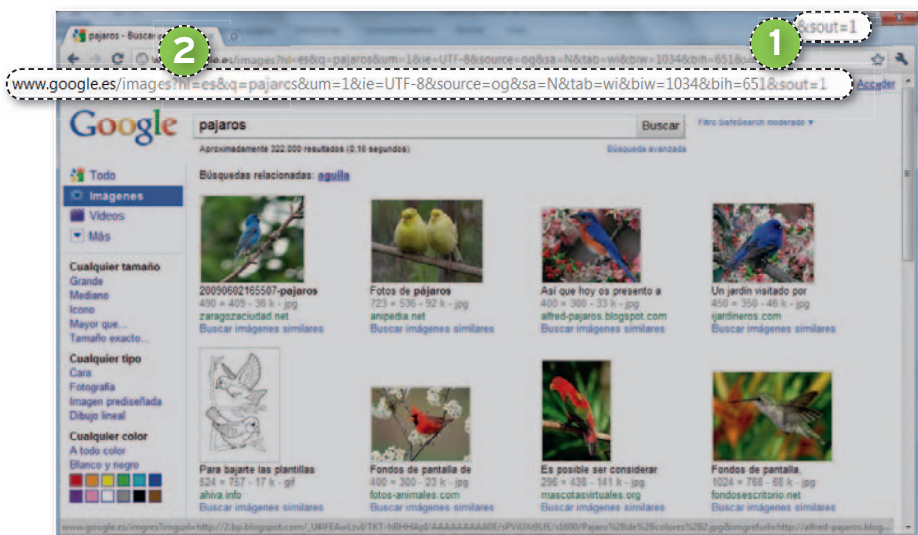 &sout=1
1
pajaros - Buscar
2
www.google.es/images?hl=es&q=pajaros&um=1&ie=UTF-8&source=og&sa=N&tab=wi&biw=1034&bih=651&sout=1
Acceder
Google
pajaros
Buscar
Filtro SafeSearch moderado ▼
Aproximadamente 322.000 resultados (0,16 segundos)
Búsqueda avanzada
Todo
Imágenes
Vídeos
Más
Búsquedas relacionadas: aguila
Cualquier tamaño
Grande
Mediano
Icono
Mayor que...
Tamaño exacto...
Cualquier tipo
Cara
Fotografía
Imagen prediseñada
Dibujo lineal
Cualquier color
A todo color
Blanco y negro
20090602165507-pajaros
490 × 409 - 36 k - jpg
zaragozaciudad.net
Buscar imágenes similares
Fotos de pájaros
723 × 536 - 92 k - jpg
anipedia.net
Buscar imágenes similares
Asi que hoy os presento a
400 × 300 - 33 k - jpg
alfred-pajaros.blogspot.com
Buscar imágenes similares
Un jardín visitado por
450 × 350 - 46 k - jpg
ijardineros.com
Buscar imágenes similares
Para bajarte las plantillas
524 × 757 - 17 k - gif
ahiva.info
Buscar imágenes similares
Fondos de pantalla de
400 × 300 - 23 k - jpg
fotos-animales.com
Buscar imágenes similares
Es posible ser considerar
296 × 438 - 141 k - jpg
mascotasvirtuales.org
Buscar imágenes similares
Fondos de pantalla,
1024 × 768 - 68 k - jpg
fondosescritorio.net
Buscar imágenes similares